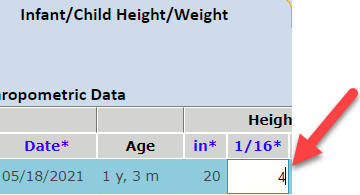 Infant/Child Height/Weight
ropometric Data
Heigh
Date* Age in* 1/16*
05/18/2021 1 y, 3 m 20 4